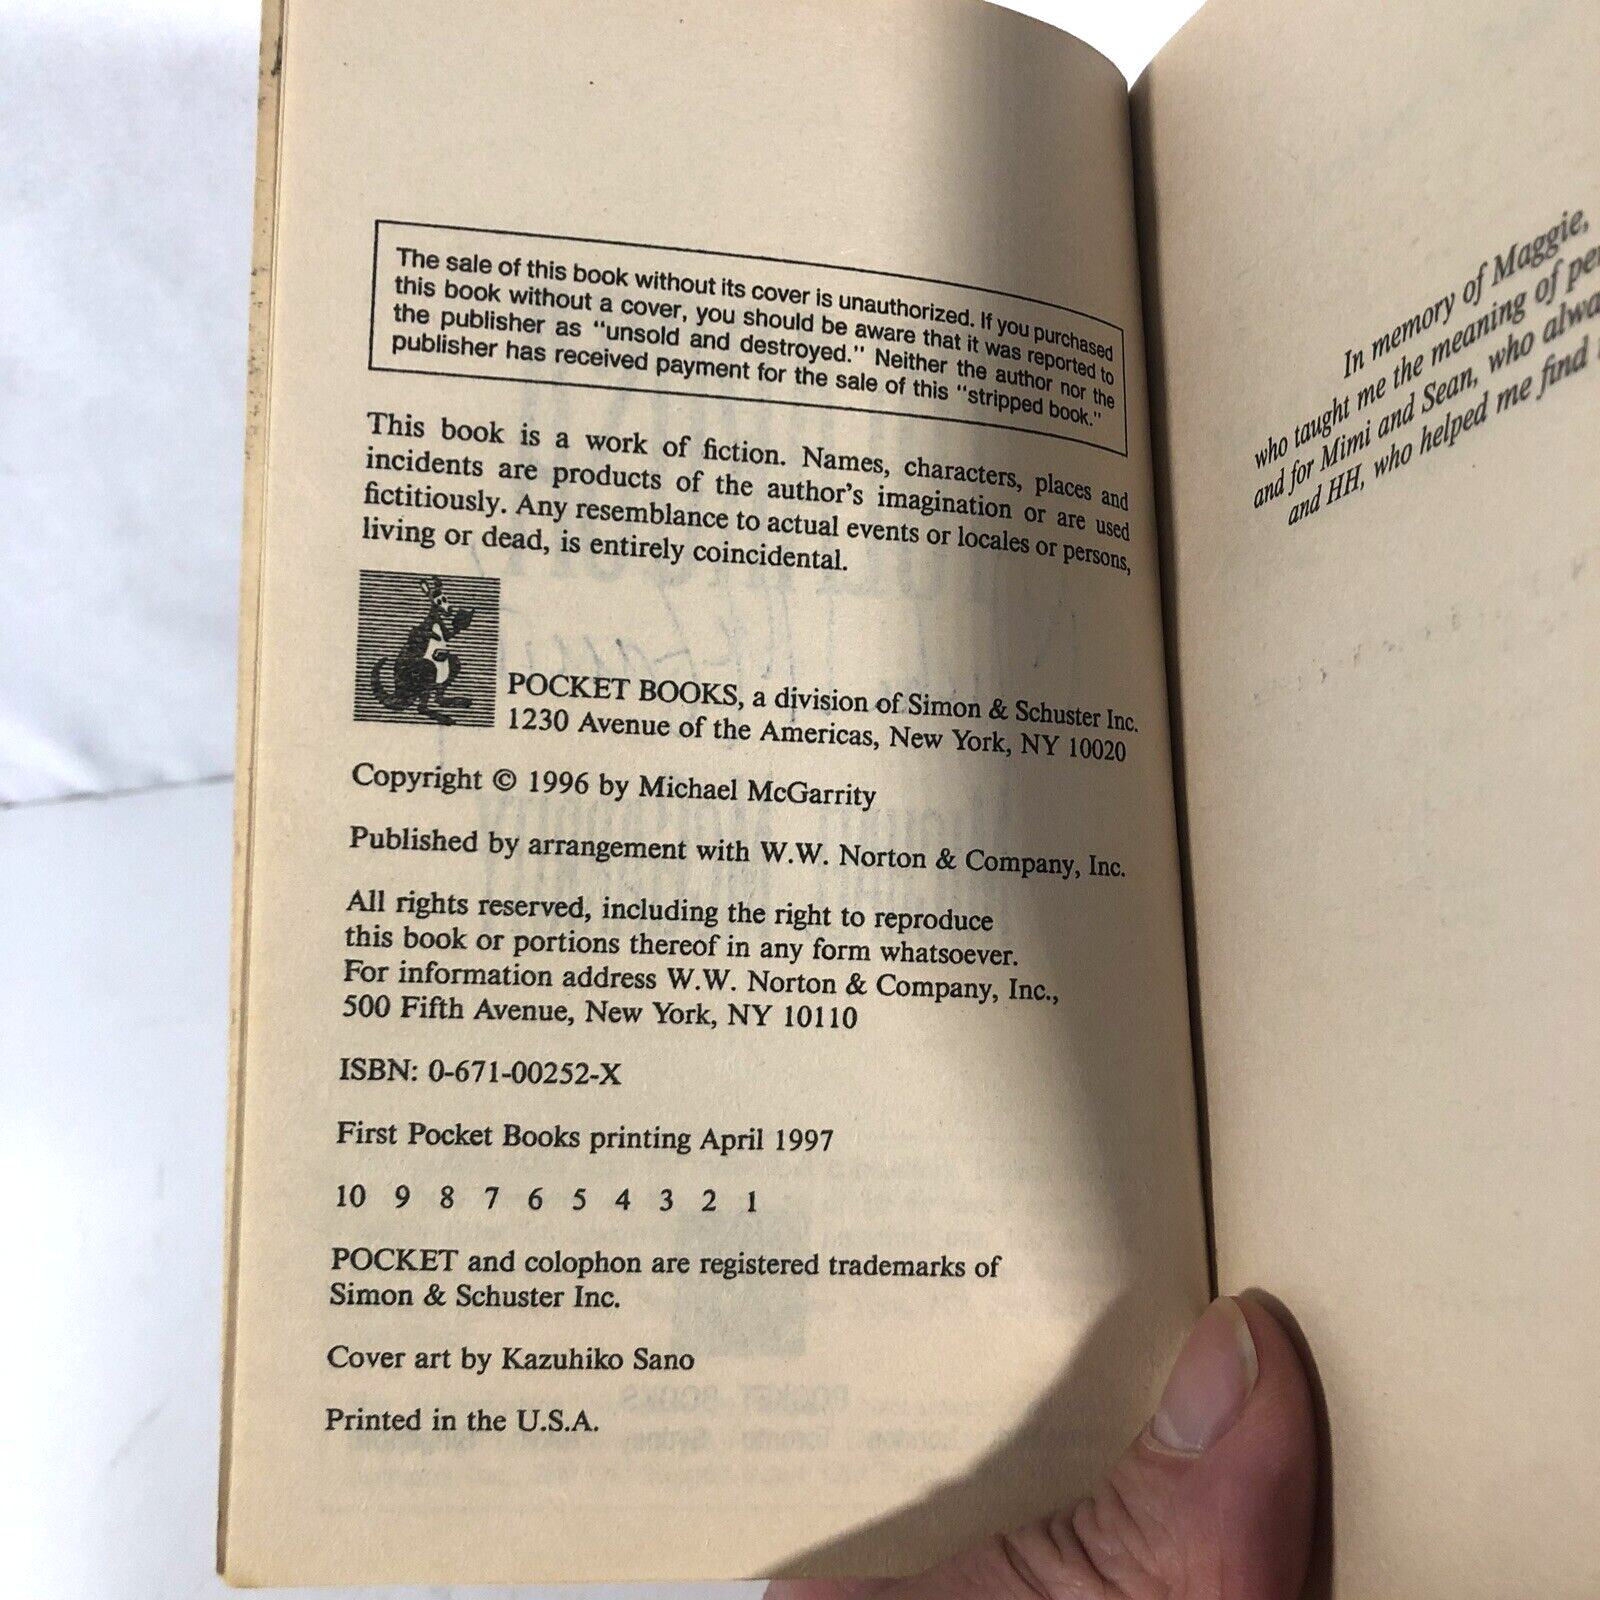 The sale of this book without its cover is unauthorized. If you purchased
this book without a cover, you should be aware that it was reported to
the publisher as "unsold and destroyed." Neither the author nor the
publisher has received payment for the sale of this "stripped book."
This book is a work of fiction. Names, characters, places and
incidents are products of the author's imagination or are used
fictitiously. Any resemblance to actual events or locales or persons,
living or dead, is entirely coincidental.
POCKET BOOKS, a division of Simon & Schuster Inc.
1230 Avenue of the Americas, New York, NY 10020
Copyright © 1996 by Michael McGarrity
Published by arrangement with W.W. Norton & Company, Inc.
All rights reserved, including the right to reproduce
this book or portions thereof in any form whatsoever.
For information address W.W. Norton & Company, Inc.,
500 Fifth Avenue, New York, NY 10110
ISBN: 0-671-00252-X
First Pocket Books printing April 1997
10 9 8 7 6 5 4 3 2 1
POCKET and colophon are registered trademarks of
Simon & Schuster Inc.
Cover art by Kazuhiko Sano
Printed in the U.S.A.
In memory of Maggie,
who taught me the meaning of
and for Mimi and Sean, who
and HH, who helped me find